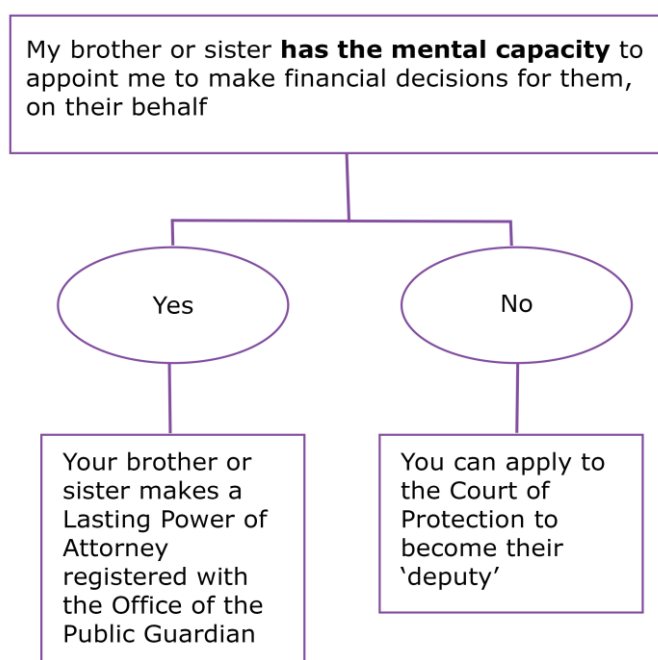 My brother or sister has the mental capacity to
appoint me to make financial decisions for them,
on their behalf
Yes
No
Your brother or
sister makes a
Lasting Power of
Attorney
registered with
the Office of the
Public Guardian
You can apply to
the Court of
Protection to
become their
‘deputy’